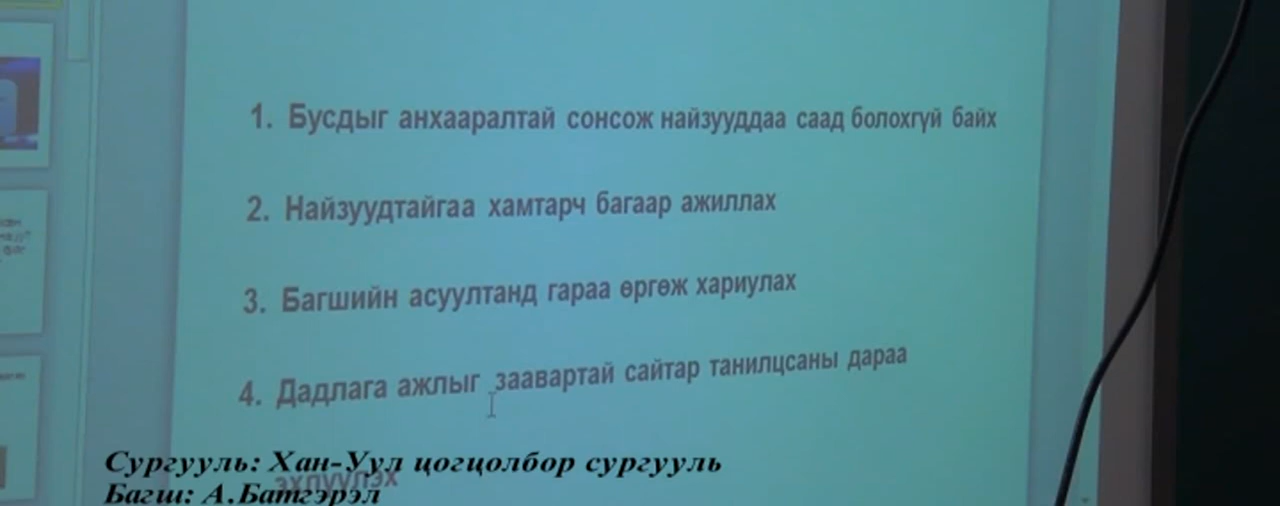 1. Бусдыг анхааралтай сонсож найзууддаа саад болохгүй байх
2. Найзуудтайгаа хамтарч багаар ажиллах
3. Багшийн асуултанд гараа өргөж хариулах
4. Дадлага ажлыг заавартай сайтар танилцсаны дараа
эхлүүлэх
Сургууль: Хан-Уул цогцолбор сургууль
Багш: А.Батгэрэл